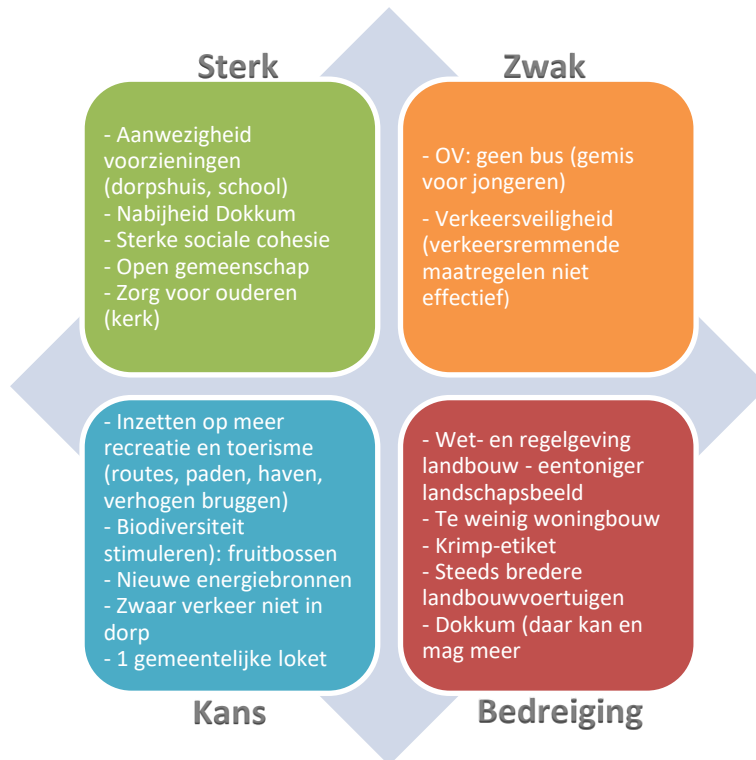 Sterk
- Aanwezigheid
voorzieningen
(dorpshuis, school)
- Nabijheid Dokkum
- Sterke sociale cohesie
- Open gemeenschap
- Zorg voor ouderen
(kerk)
Zwak
- OV: geen bus (gemis
voor jongeren)
- Verkeersveiligheid
(verkeersremmende
maatregelen niet
effectief)
- Inzetten op meer
recreatie en toerisme
(routes, paden, haven,
verhogen bruggen)
- Biodiversiteit
stimuleren): fruitbossen
- Nieuwe energiebronnen
- Zwaar verkeer niet in
dorp
- 1 gemeentelijke loket
Kans
- Wet- en regelgeving
landbouw - eentoniger
landschapsbeeld
- Te weinig woningbouw
- Krimp-etiket
- Steeds bredere
landbouwvoertuigen
- Dokkum (daar kan en
mag meer
Bedreiging